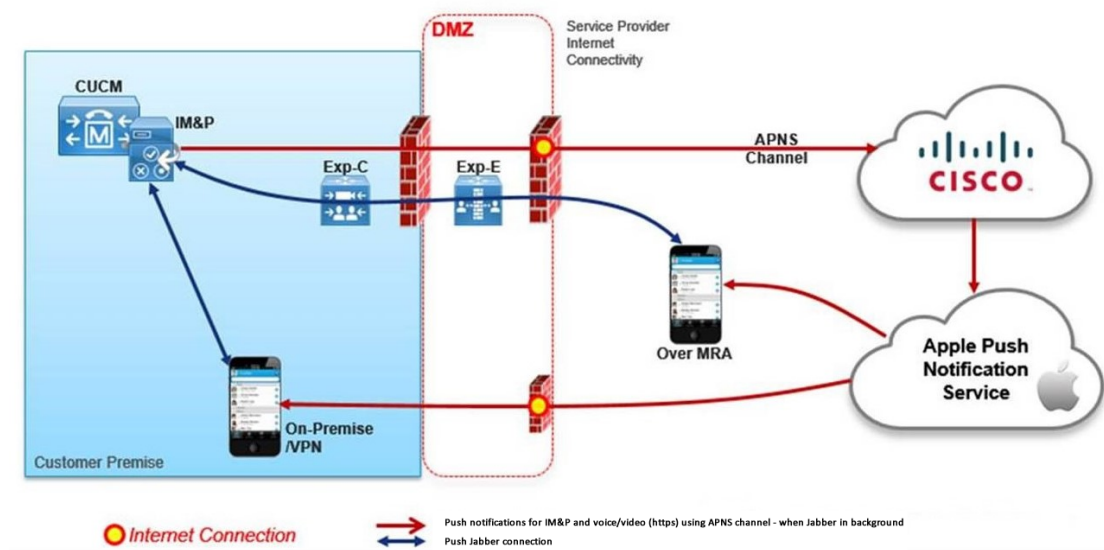 DMZ
Service Provider
Internet
Connectivity
CUCM
IM&P
M
Exp-C
Exp-E
APNS
Channel
CISCO
Over MRA
Apple Push
Notification
Service
On-Premise
/VPN
Customer Premise
Internet Connection
Push notifications for IM&P and voice/video (https) using APNS channel - when Jabber in background
Push Jabber connection